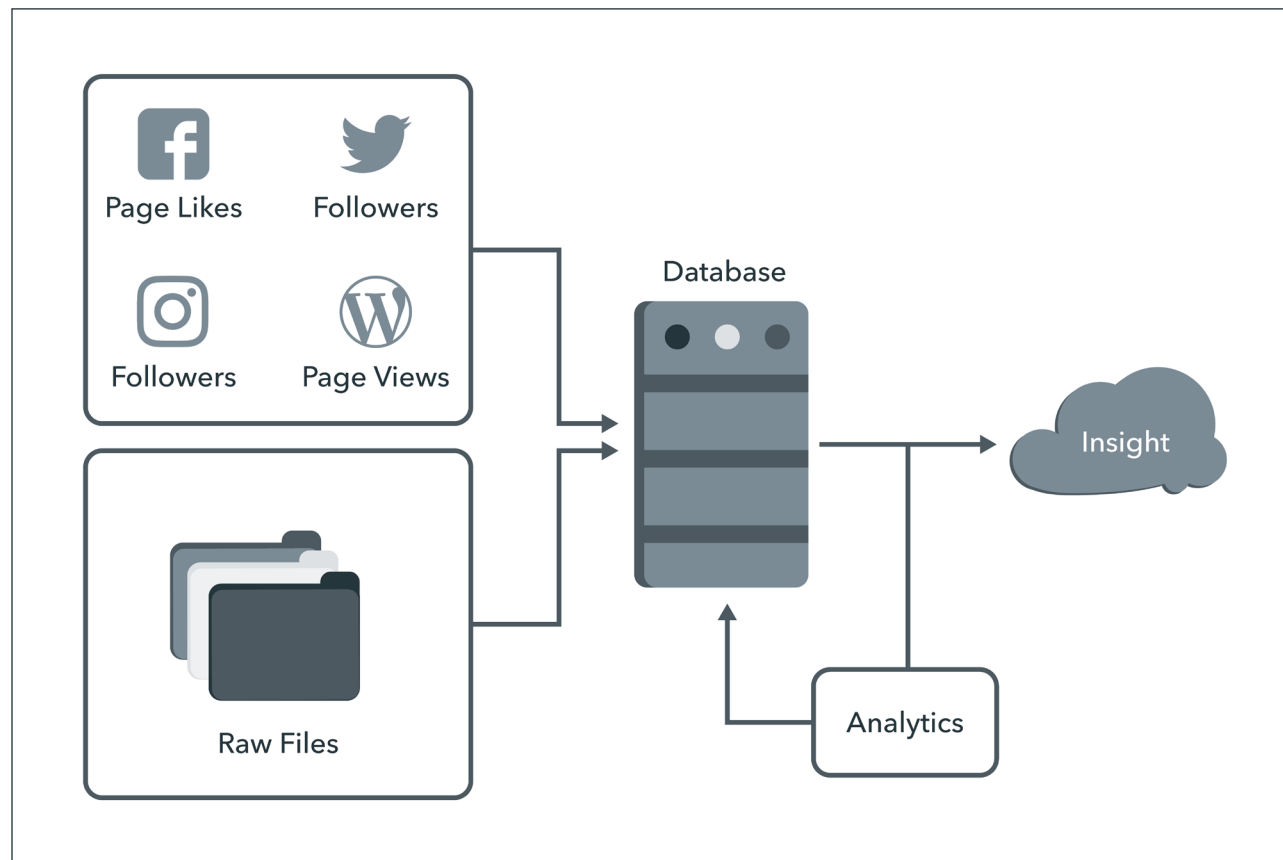 Page Likes
Followers
Followers
Page Views
Raw Files
Database
Insight
Analytics